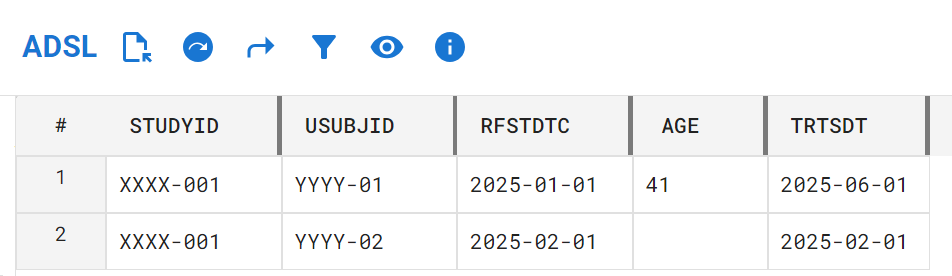 ADSL
# STUDYID USUBJID RFSTDTC AGE TRTSDT
1 XXXX-001 YYYY-01 2025-01-01 41 2025-06-01
2 XXXX-001 YYYY-02 2025-02-01 2025-02-01